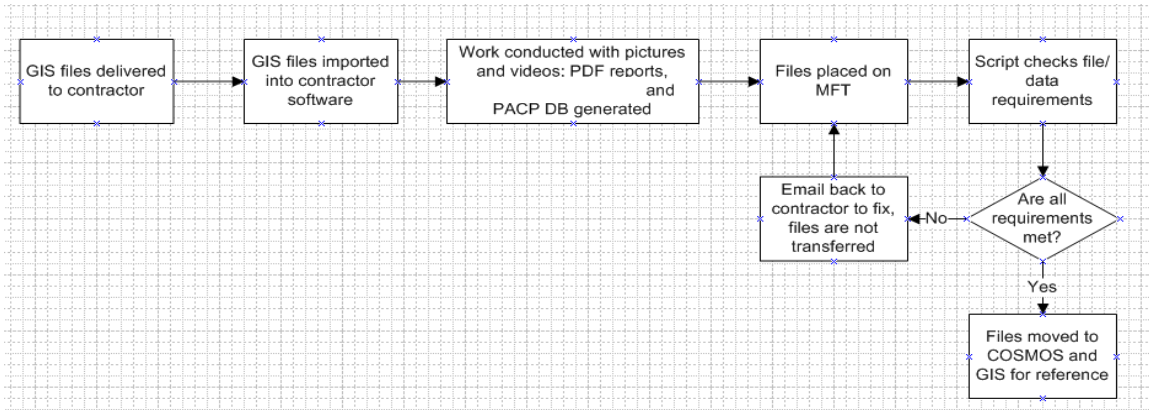 GIS files delivered
to contractor
GIS files imported
into contractor
software
Work conducted with pictures
and videos: PDF reports,
and
PACP DB generated
Files placed on
MFT
Script checks file/
data
requirements
Email back to
contractor to fix,
files are not
transferred
No
Are all
requirements
met?
Yes
Files moved to
COSMOS and
GIS for reference